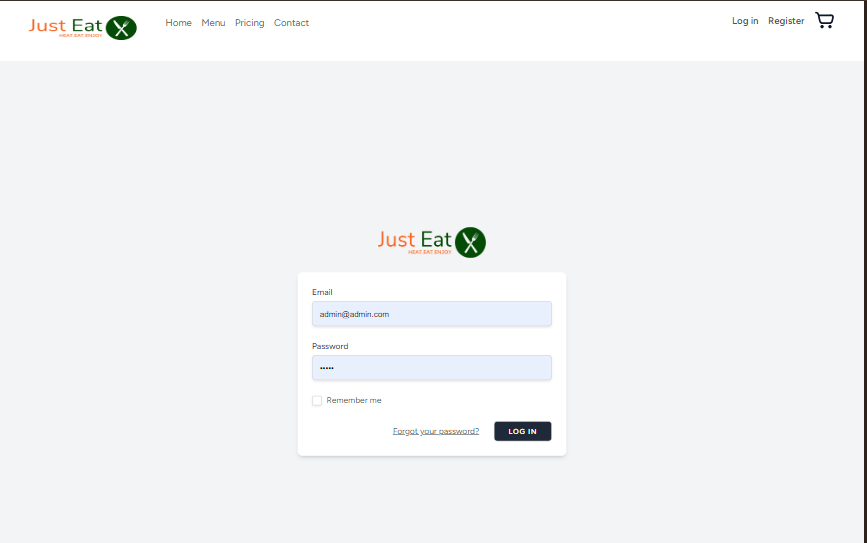 Just Eat
HEAT EAT ENJOY
Home Menu Pricing Contact
Log in Register
Just Eat
HEAT EAT ENJOY
Email
admin@admin.com
Password
•••••
Remember me
Forgot your password? LOG IN